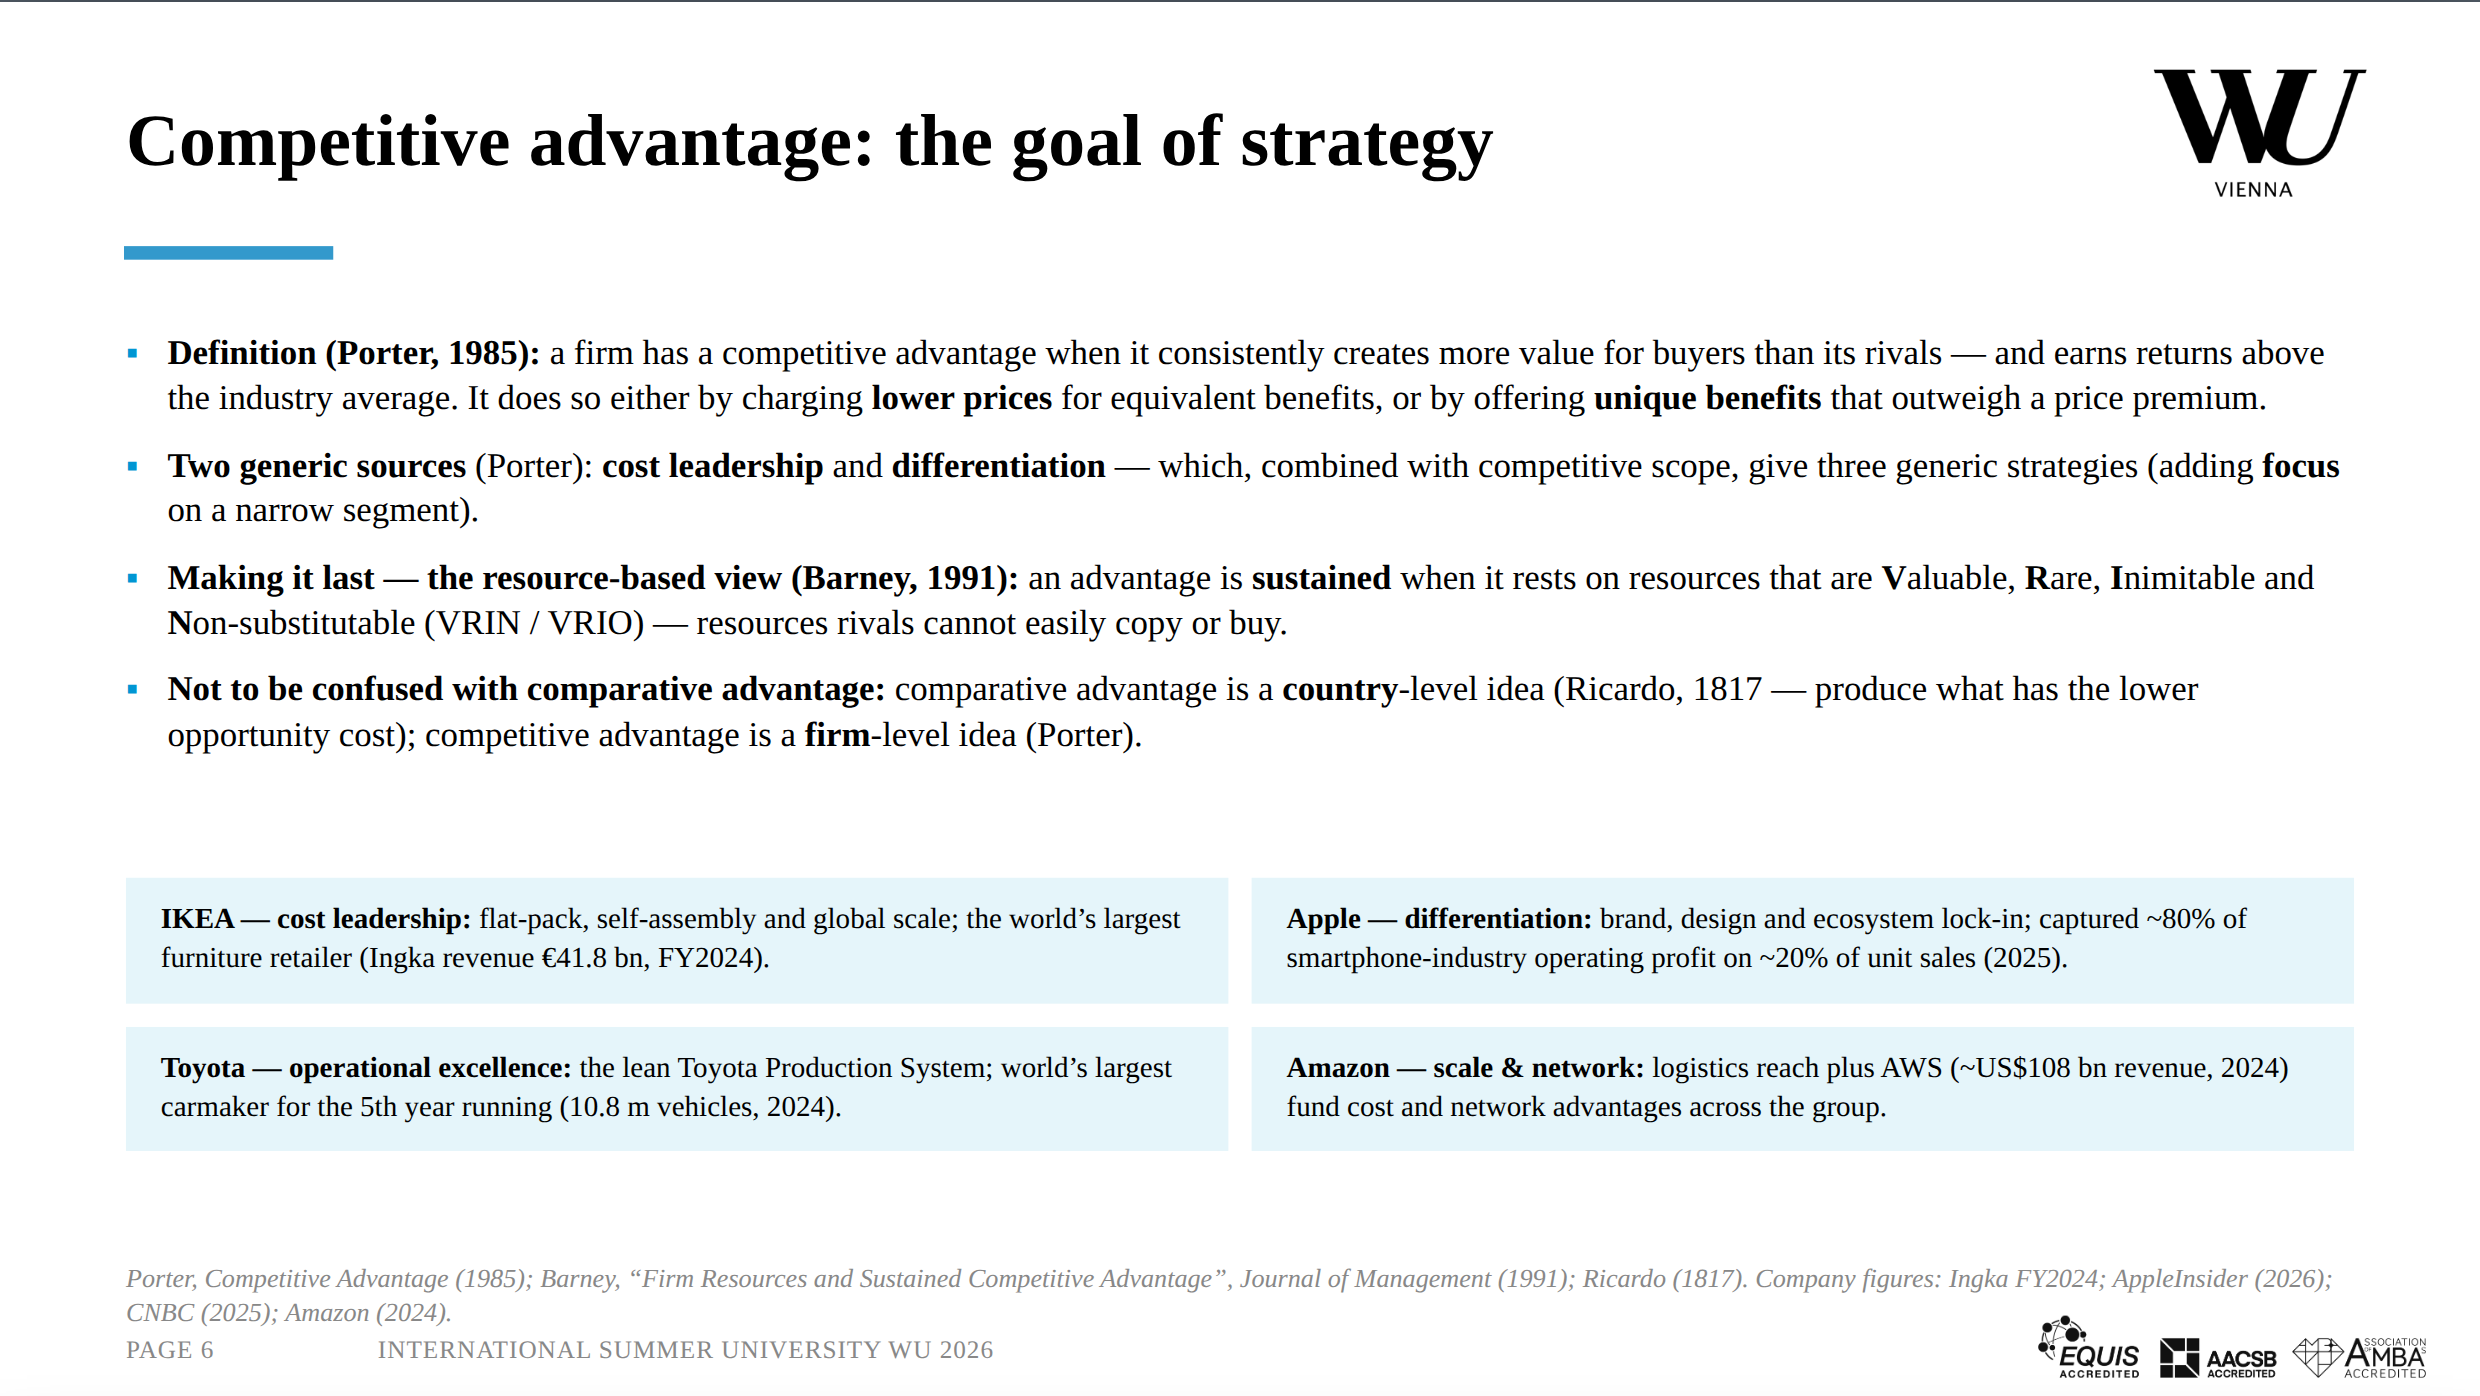 Competitive advantage: the goal of strategy
WU
VIENNA
▪ Definition (Porter, 1985): a firm has a competitive advantage when it consistently creates more value for buyers than its rivals — and earns returns above
the industry average. It does so either by charging lower prices for equivalent benefits, or by offering unique benefits that outweigh a price premium.
▪ Two generic sources (Porter): cost leadership and differentiation — which, combined with competitive scope, give three generic strategies (adding focus
on a narrow segment).
▪ Making it last — the resource-based view (Barney, 1991): an advantage is sustained when it rests on resources that are Valuable, Rare, Inimitable and
Non-substitutable (VRIN / VRIO) — resources rivals cannot easily copy or buy.
▪ Not to be confused with comparative advantage: comparative advantage is a country-level idea (Ricardo, 1817 — produce what has the lower
opportunity cost); competitive advantage is a firm-level idea (Porter).
IKEA — cost leadership: flat-pack, self-assembly and global scale; the world’s largest
furniture retailer (Ingka revenue €41.8 bn, FY2024).
Apple — differentiation: brand, design and ecosystem lock-in; captured ~80% of
smartphone-industry operating profit on ~20% of unit sales (2025).
Toyota — operational excellence: the lean Toyota Production System; world’s largest
carmaker for the 5th year running (10.8 m vehicles, 2024).
Amazon — scale & network: logistics reach plus AWS (~US$108 bn revenue, 2024)
fund cost and network advantages across the group.
Porter, Competitive Advantage (1985); Barney, “Firm Resources and Sustained Competitive Advantage”, Journal of Management (1991); Ricardo (1817). Company figures: Ingka FY2024; AppleInsider (2026);
CNBC (2025); Amazon (2024).
PAGE 6 INTERNATIONAL SUMMER UNIVERSITY WU 2026
EQUIS
ACCREDITED
AACSB
ACCREDITED
ASSOCIATION
OF
AMBAS
ACCREDITED